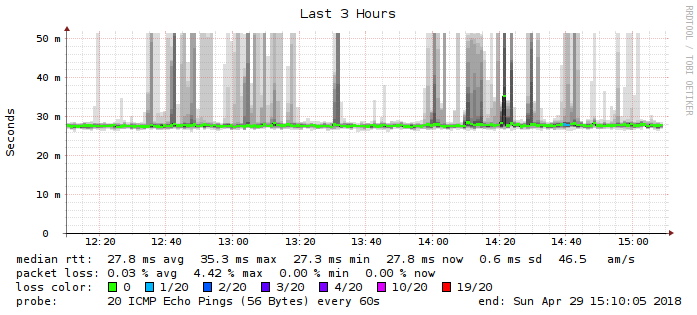 Last 3 Hours
RRDTOOL / TOBI OETIKER
Seconds
50 m
40 m
30 m
20 m
10 m
0
12:20 12:40 13:00 13:20 13:40 14:00 14:20 14:40 15:00
median rtt: 27.8 ms avg 35.3 ms max 27.3 ms min 27.8 ms now 0.6 ms sd 46.5 am/s
packet loss: 0.03 % avg 4.42 % max 0.00 % min 0.00 % now
loss color: 0 1/20 2/20 3/20 4/20 10/20 19/20
probe: 20 ICMP Echo Pings (56 Bytes) every 60s end: Sun Apr 29 15:10:05 2018